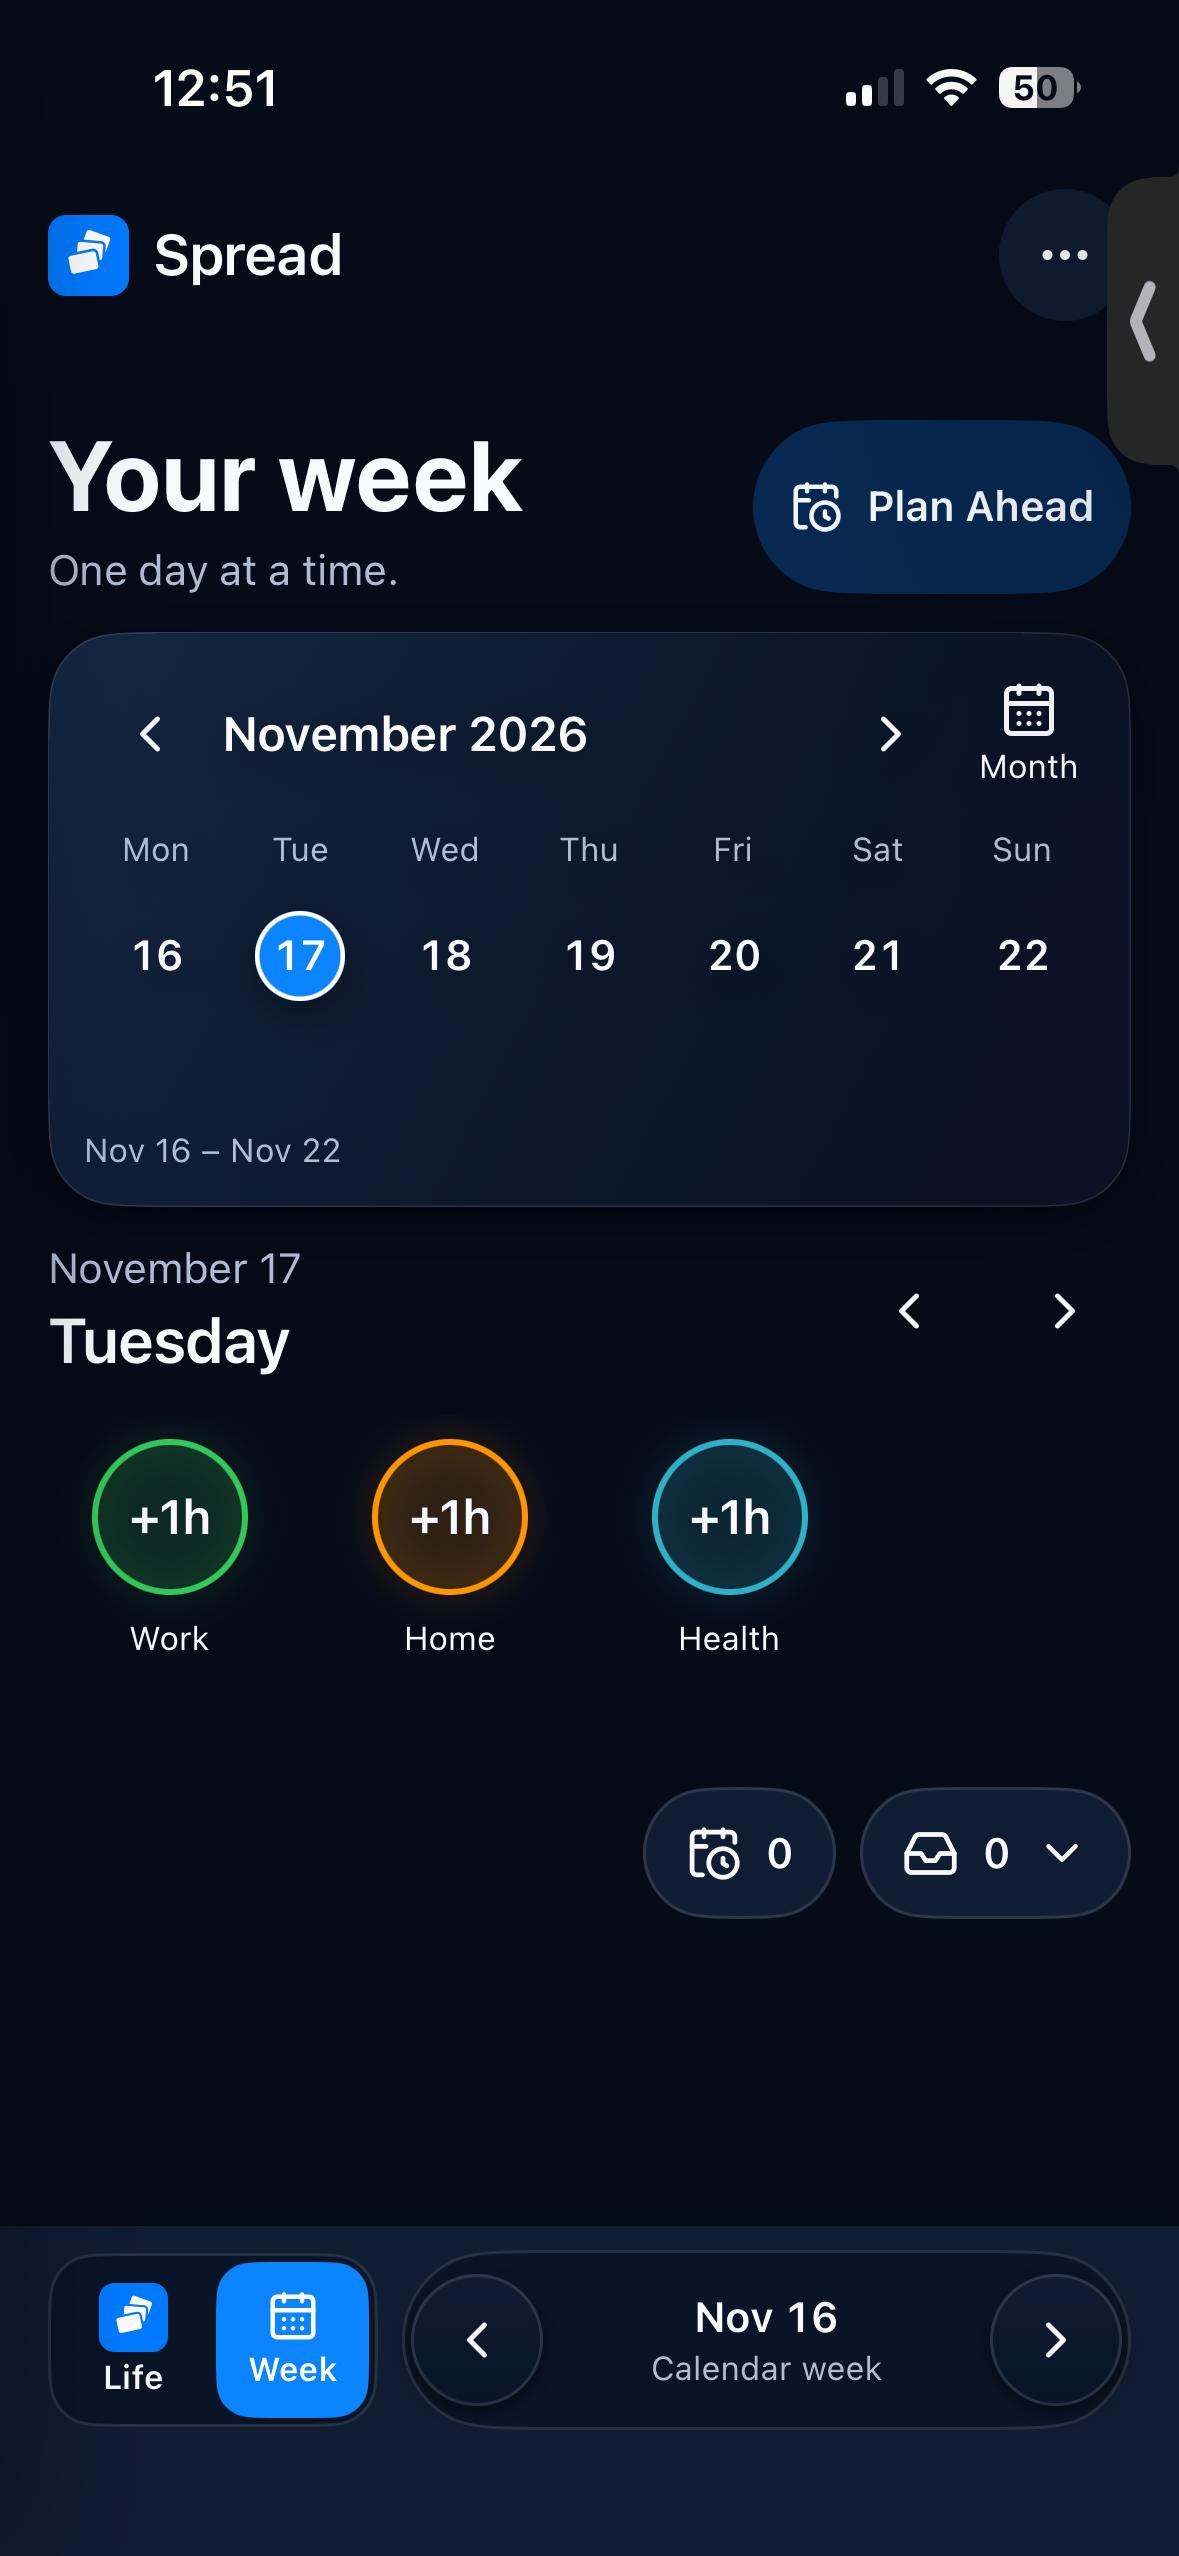 12:51
50
Spread
Your week
Plan Ahead
One day at a time.
November 2026
Month
Mon Tue Wed Thu Fri Sat Sun
16 17 18 19 20 21 22
Nov 16 – Nov 22
November 17
Tuesday
+1h +1h +1h
Work Home Health
0 0
Life Week
Nov 16
Calendar week